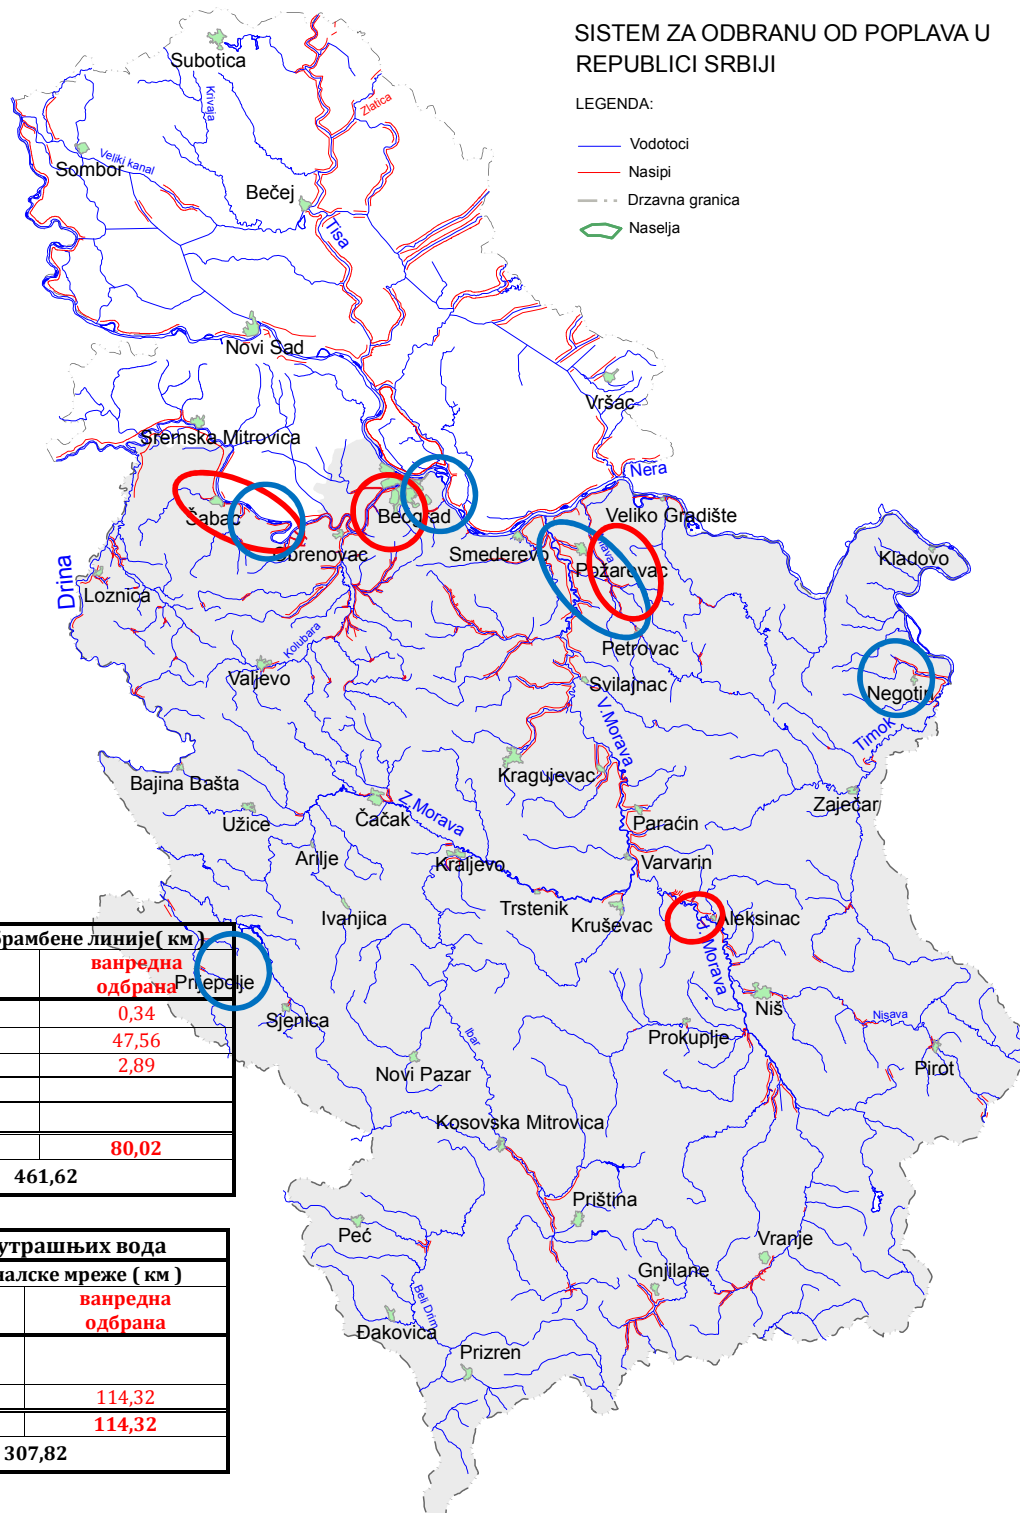 SISTEM ZA ODBRANU OD POPLAVA U
REPUBLICI SRBIJI
LEGENDA:
Vodotoci
Nasipi
Drzavna granica
Naselja
Subotica
Krivaja
Zlatica
Sombor
Veliki kanal
Bečej
Tisa
Novi Sad
Vršac
Sremska Mitrovica
Nera
Šabac
Beograd
Veliko Gradište
Obrenovac
Smederevo
Kladovo
Požarevac
Drina
Loznica
Kolubara
Petrovac
Valjevo
Svilajnac
Negotin
V.Morava
Timok
Bajina Bašta
Kragujevac
Zaječar
Užice
Čačak
Z.Morava
Paraćin
Arilje
Kraljevo
Varvarin
Ivanjica
Trstenik
Kruševac
Aleksinac
J. Morava
брамбене линије( км )
ванредна
одбрана
Prijepolje
0,34
47,56
2,89
80,02
461,62
Sjenica
Niš
Ibar
Prokuplje
Nisava
Novi Pazar
Pirot
Kosovska Mitrovica
Priština
Peć
Vranje
утрашњих вода
налске мреже ( км )
ванредна
одбрана
114,32
114,32
307,82
Gnjilane
Beli Drim
Đakovica
Prizren